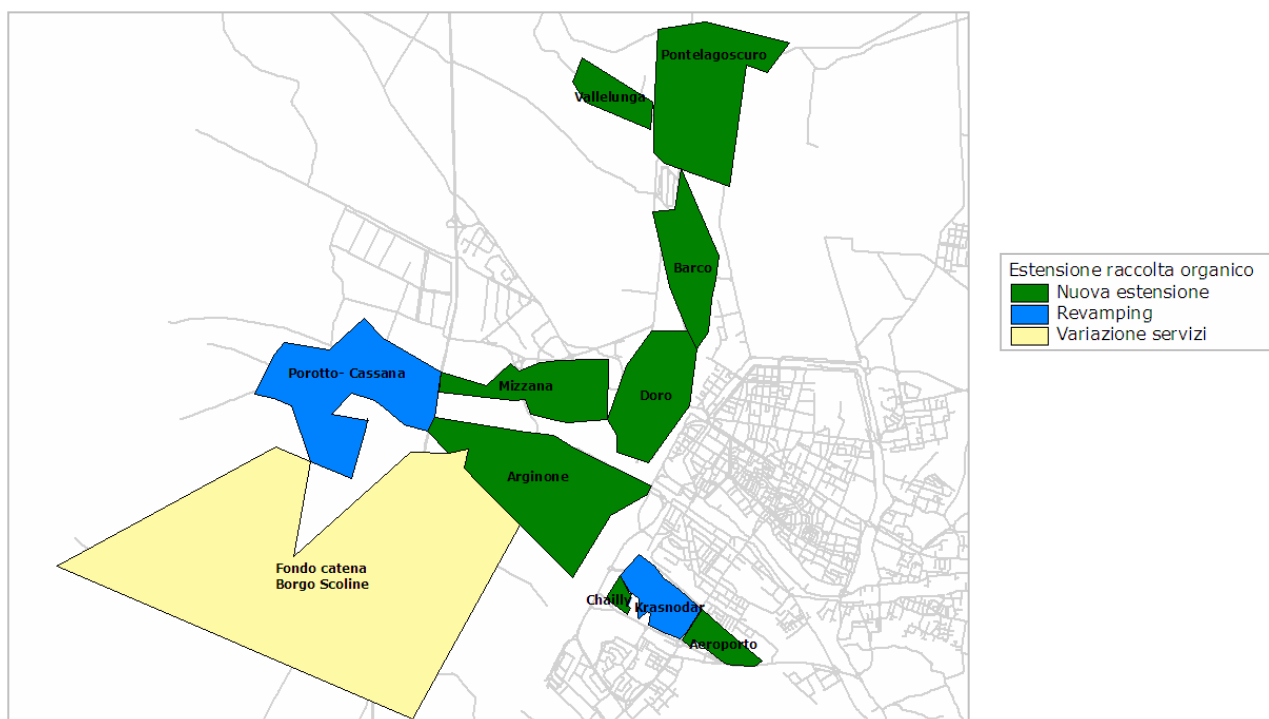 Pontelagoscuro
Vallelunga
Barco
Porotto- Cassana
Mizzana
Doro
Arginone
Fondo catena
Borgo Scoline
Chailly
Krasnodar
Aeroporto
Estensione raccolta organico
Nuova estensione
Revamping
Variazione servizi